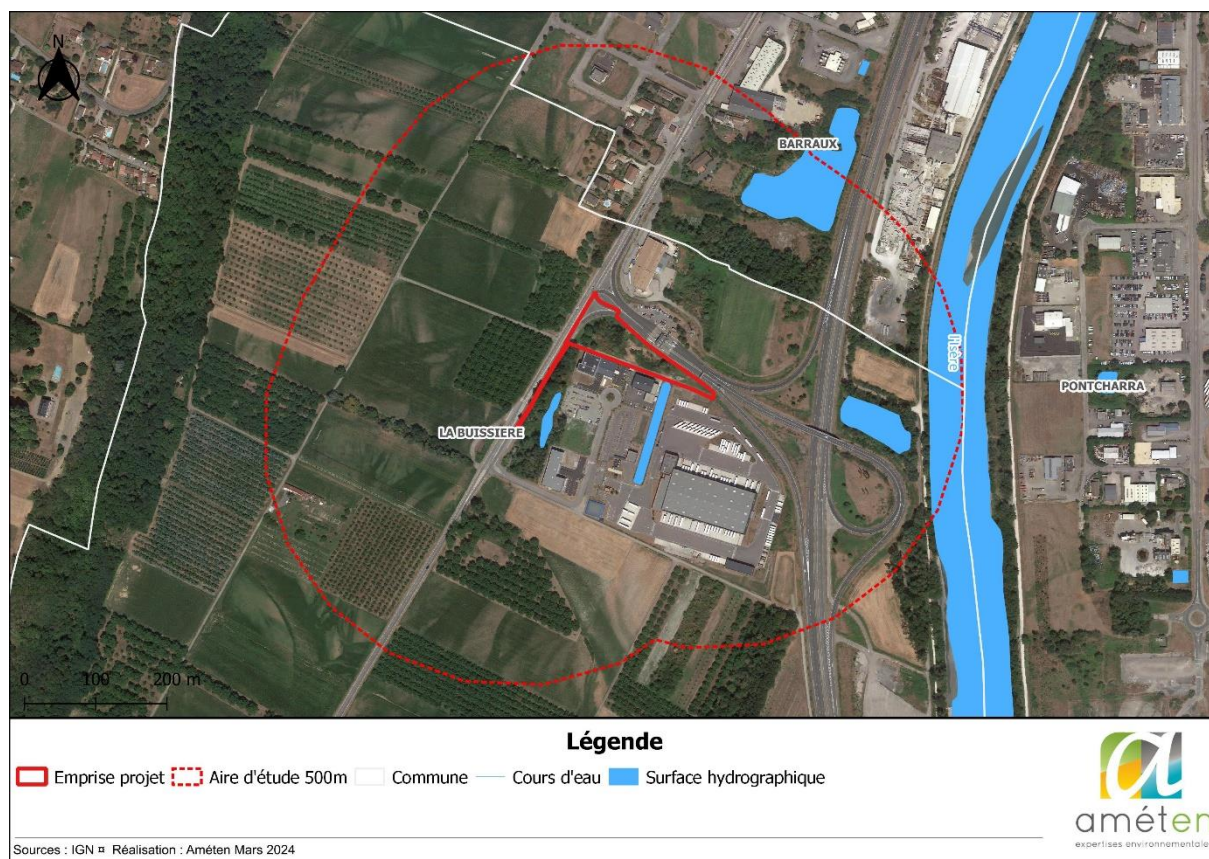 N
BARRAUX
l'Isère
PONTCHARRA
LA BUISSIERE
0 100 200 m
Légende
Emprise projet Aire d'étude 500m Commune Cours d'eau Surface hydrographique
a
améten
expertises environnementales
Sources : IGN ¤ Réalisation : Améten Mars 2024